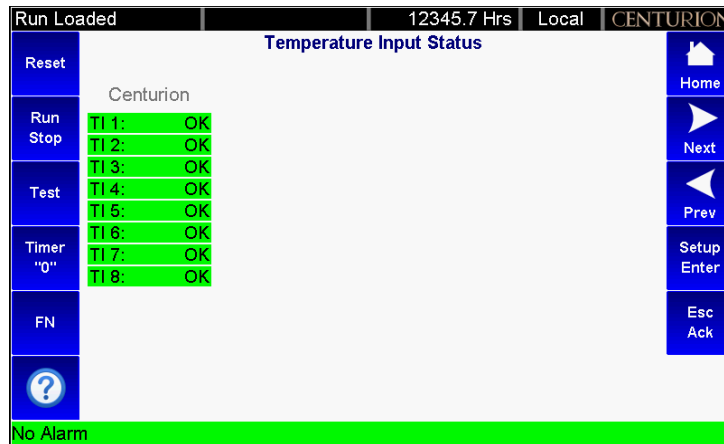 Run Loaded 12345.7 Hrs Local CENTURION
Temperature Input Status
Reset
Run
Stop
Test
Timer
"0"
FN
?
Centurion
TI 1: OK
TI 2: OK
TI 3: OK
TI 4: OK
TI 5: OK
TI 6: OK
TI 7: OK
TI 8: OK
Home
Next
Prev
Setup
Enter
Esc
Ack
No Alarm